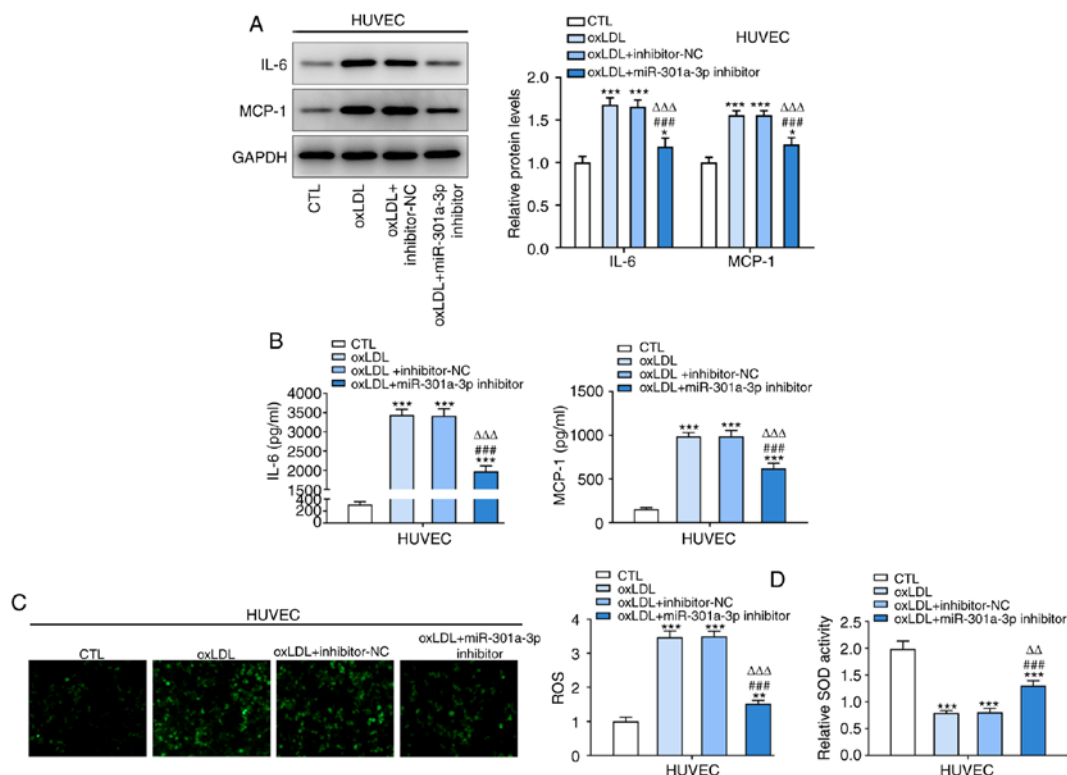 A
HUVEC
IL-6
MCP-1
GAPDH
CTL
oxLDL
oxLDL+
inhibitor-NC
oxLDL+miR-301a-3p
inhibitor
CTL
oxLDL
HUVEC
oxLDL+inhibitor-NC
oxLDL+miR-301a-3p inhibitor
Relative protein levels
2.0
1.5
1.0
0.5
0.0
*** *** ΔΔΔ
###
*
*** *** ΔΔΔ
###
*
IL-6 MCP-1
B
CTL
oxLDL
oxLDL +inhibitor-NC
oxLDL+miR-301a-3p inhibitor
IL-6 (pg/ml)
4000
3500
3000
2500
2000
1500
400
200
0
*** *** ΔΔΔ
###
***
HUVEC
CTL
oxLDL
oxLDL+inhibitor-NC
oxLDL+miR-301a-3p inhibitor
MCP-1 (pg/ml)
1500
1000
500
0
*** *** ΔΔΔ
###
***
HUVEC
C
HUVEC
CTL oxLDL oxLDL+inhibitor-NC oxLDL+miR-301a-3p
inhibitor
CTL
oxLDL
oxLDL+inhibitor-NC
oxLDL+miR-301a-3p inhibitor
ROS
6
4
2
0
*** *** ΔΔΔ
###
**
HUVEC
D
CTL
oxLDL
oxLDL+inhibitor-NC
oxLDL+miR-301a-3p inhibitor
Relative SOD activity
2.5
2.0
1.5
1.0
0.5
0.0
*** *** ΔΔ
###
***
HUVEC